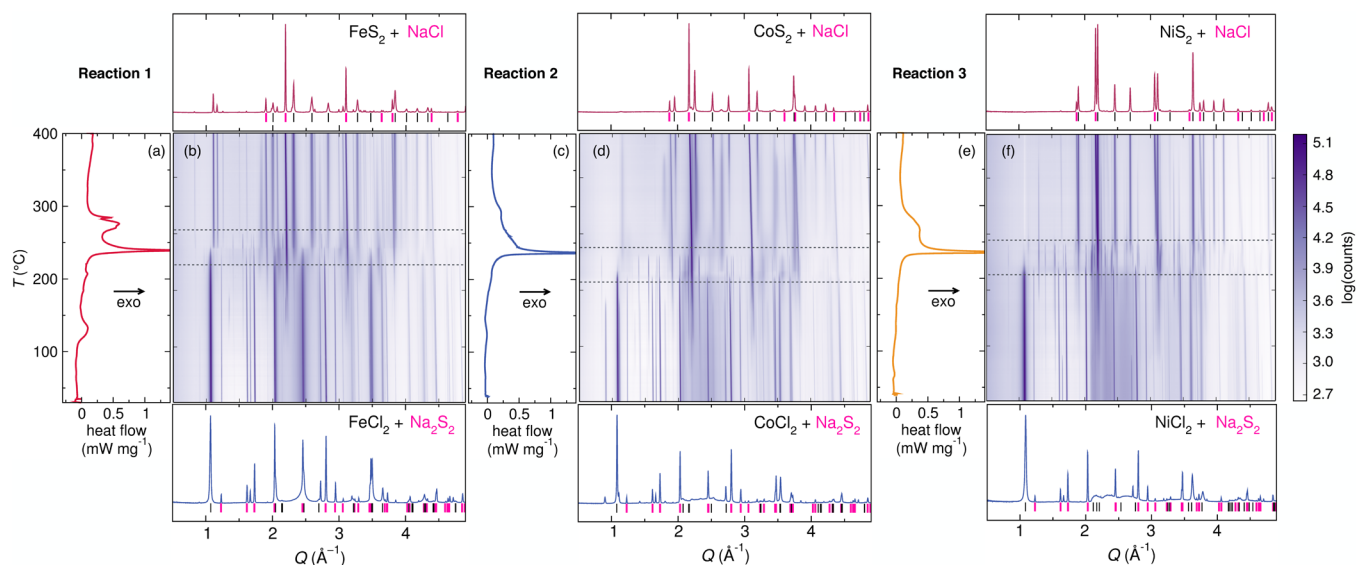 FeS2 + NaCl
CoS2 + NaCl
NiS2 + NaCl
Reaction 1
Reaction 2
Reaction 3
400
(a)
(b)
(c)
(d)
(e)
(f)
5.1
4.8
300
4.5
4.2
T (°C)
200
3.9
log(counts)
exo
exo
exo
3.6
3.3
100
3.0
2.7
0 0.5 1
0 0.5 1
0 0.5 1
heat flow
(mW mg-1)
heat flow
(mW mg-1)
heat flow
(mW mg-1)
FeCl2 + Na2S2
CoCl2 + Na2S2
NiCl2 + Na2S2
1 2 3 4
1 2 3 4
1 2 3 4
Q (Å−1)
Q (Å-1)
Q (Å-1)